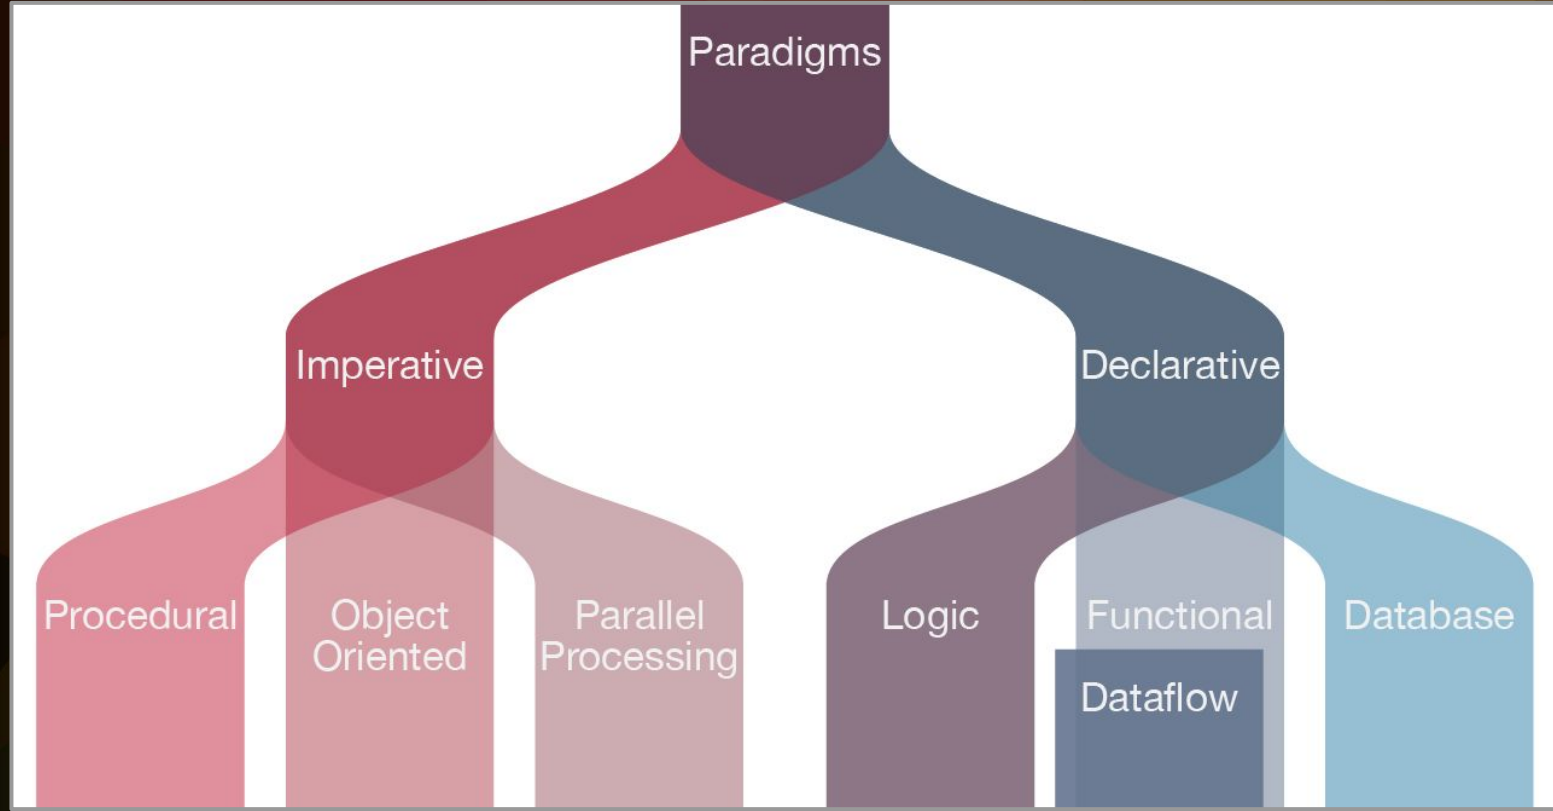 Paradigms
Imperative
Declarative
Procedural
Object
Oriented
Parallel
Processing
Logic
Functional
Dataflow
Database